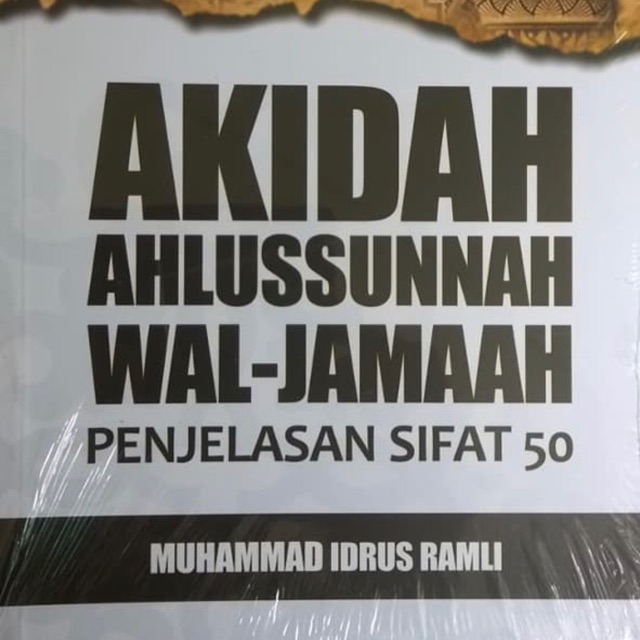 AKIDAH
AHLUSSUNNAH
WAL-JAMAAH
PENJELASAN SIFAT 50
MUHAMMAD IDRUS RAMLI